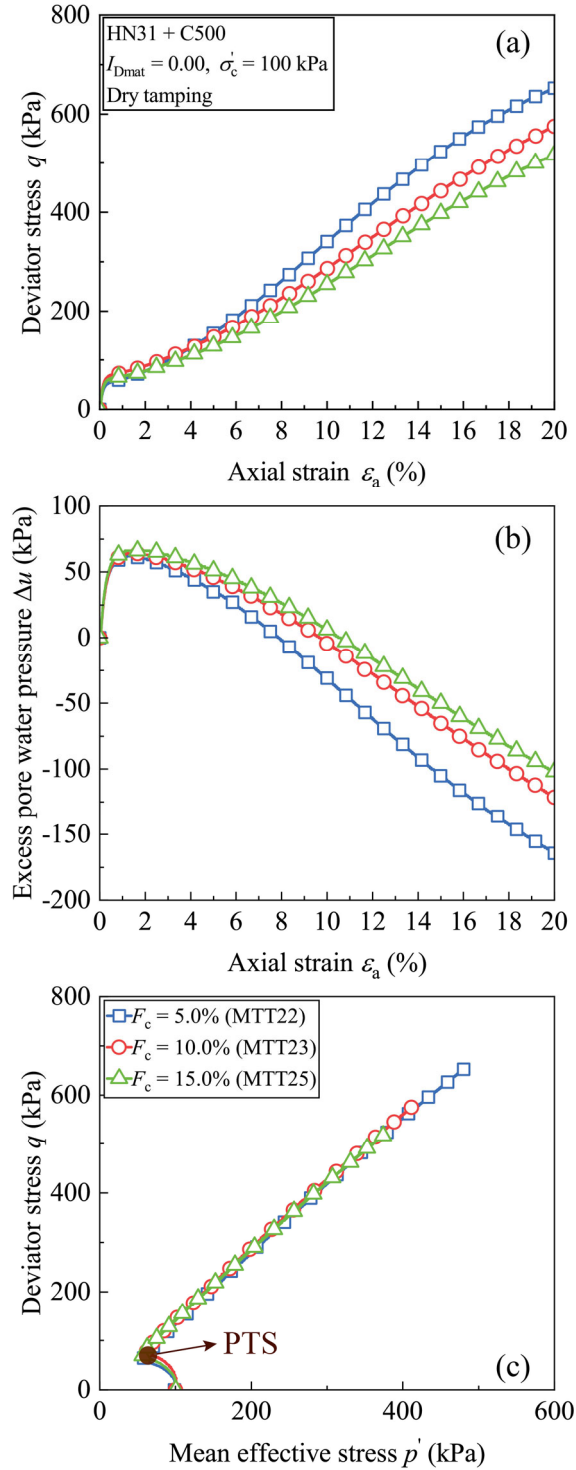 (a)
HN31 + C500
I_Dmat = 0.00, σ'_c = 100 kPa
Dry tamping
Deviator stress q (kPa)
800
600
400
200
0
0 2 4 6 8 10 12 14 16 18 20
Axial strain ε_a (%)
(b)
Excess pore water pressure Δu (kPa)
100
50
0
-50
-100
-150
-200
0 2 4 6 8 10 12 14 16 18 20
Axial strain ε_a (%)
F_c = 5.0% (MTT22)
F_c = 10.0% (MTT23)
F_c = 15.0% (MTT25)
Deviator stress q (kPa)
800
600
400
200
0
PTS
(c)
0 200 400 600
Mean effective stress p' (kPa)